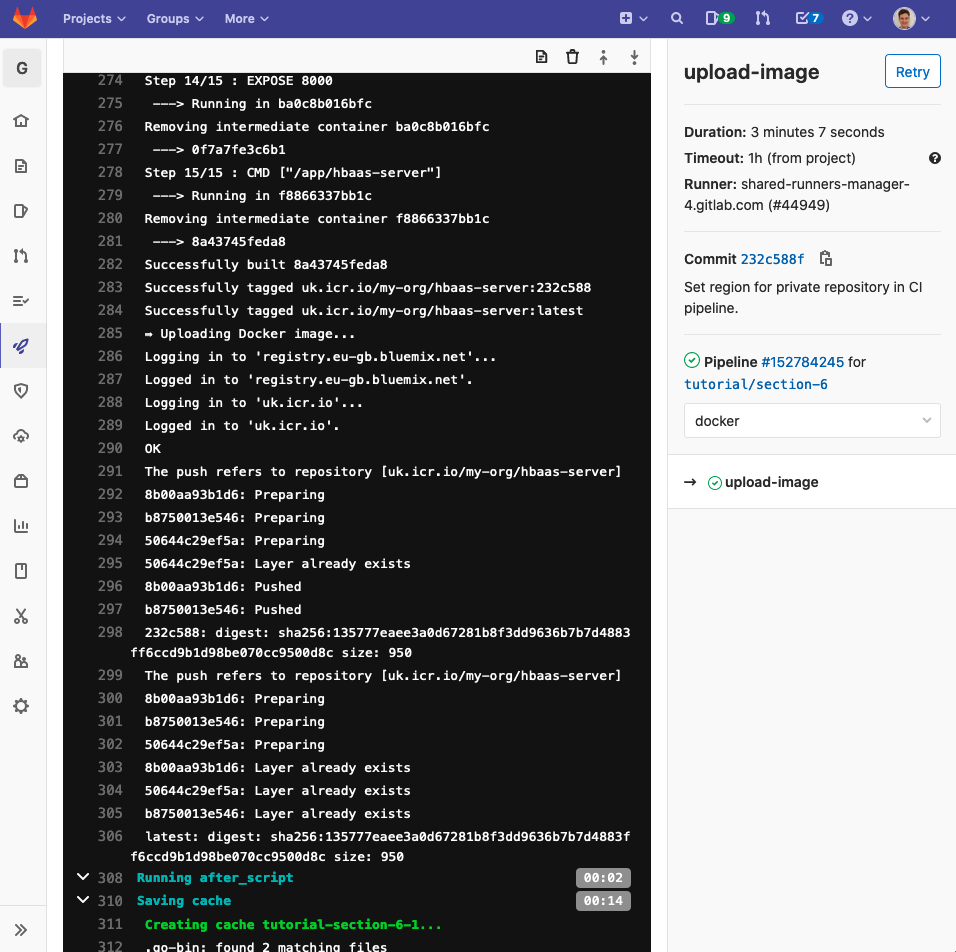 Projects Groups More 9 7
G
274 Step 14/15 : EXPOSE 8000
275 ---> Running in ba0c8b016bfc
276 Removing intermediate container ba0c8b016bfc
277 ---> 0f7a7fe3c6b1
278 Step 15/15 : CMD ["/app/hbaas-server"]
279 ---> Running in f8866337bb1c
280 Removing intermediate container f8866337bb1c
281 ---> 8a43745feda8
282 Successfully built 8a43745feda8
283 Successfully tagged uk.icr.io/my-org/hbaas-server:232c588
284 Successfully tagged uk.icr.io/my-org/hbaas-server:latest
285 ➡ Uploading Docker image...
286 Logging in to 'registry.eu-gb.bluemix.net'...
287 Logged in to 'registry.eu-gb.bluemix.net'.
288 Logging in to 'uk.icr.io'...
289 Logged in to 'uk.icr.io'.
290 OK
291 The push refers to repository [uk.icr.io/my-org/hbaas-server]
292 8b00aa93b1d6: Preparing
293 b8750013e546: Preparing
294 50644c29ef5a: Preparing
295 50644c29ef5a: Layer already exists
296 8b00aa93b1d6: Pushed
297 b8750013e546: Pushed
298 232c588: digest: sha256:135777eaee3a0d67281b8f3dd9636b7b7d4883
ff6ccd9b1d98be070cc9500d8c size: 950
299 The push refers to repository [uk.icr.io/my-org/hbaas-server]
300 8b00aa93b1d6: Preparing
301 b8750013e546: Preparing
302 50644c29ef5a: Preparing
303 8b00aa93b1d6: Layer already exists
304 50644c29ef5a: Layer already exists
305 b8750013e546: Layer already exists
306 latest: digest: sha256:135777eaee3a0d67281b8f3dd9636b7b7d4883f
f6ccd9b1d98be070cc9500d8c size: 950
308 Running after_script 00:02
310 Saving cache 00:14
311 Creating cache tutorial-section-6-1...
312 .go-bin: found 2 matching files
upload-image
Retry
Duration: 3 minutes 7 seconds
Timeout: 1h (from project)
Runner: shared-runners-manager-
4.gitlab.com (#44949)
Commit 232c588f
Set region for private repository in CI
pipeline.
Pipeline #152784245 for
tutorial/section-6
docker
→ upload-image